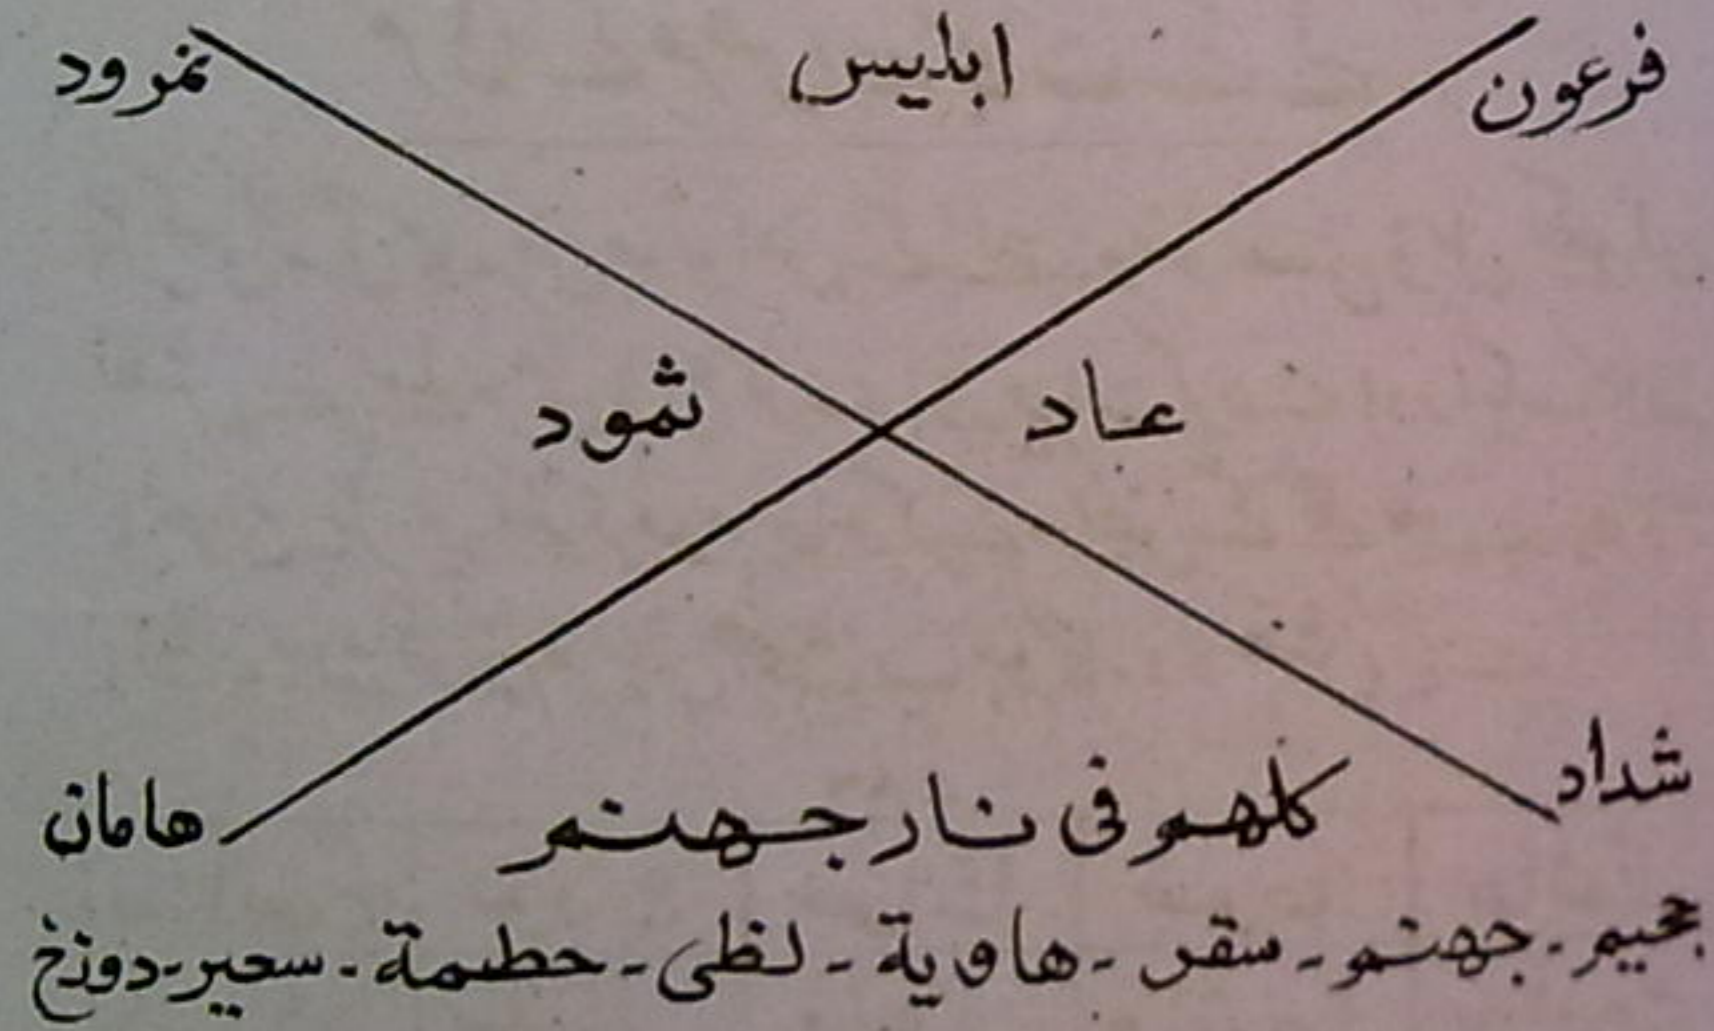 فرعون ابليس نمرود
عاد ثمود
شداد كلهم فى نار جهنم هامان
جحيم - جهنم - سقر - هاوية - لظى - حطمة - سعير - دوزخ